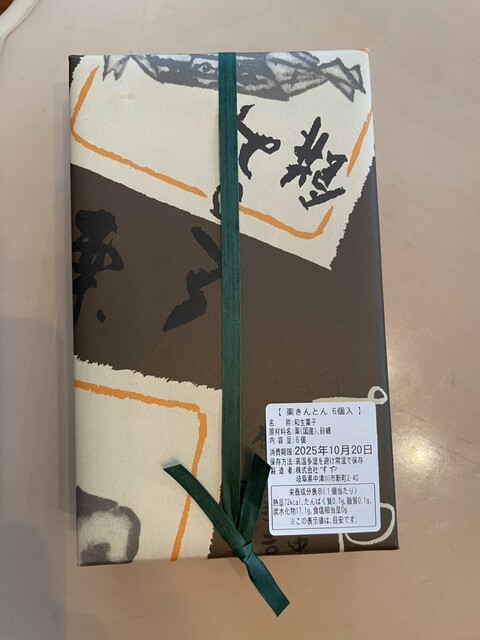 【 栗きんとん 6個入 】
名 称:和生菓子
原材料名:栗(国産)、砂糖
内 容 量:6個
消費期限:2025年10月20日
保存方法:高温多湿を避け常温で保存
製 造 者:株式会社"すや"
岐阜県中津川市新町2-40
栄養成分表示(1個当たり)
熱量72kcal、たんぱく質0.7g、脂質0.1g、
炭水化物17.1g、食塩相当量0g
※この表示値は、目安です。